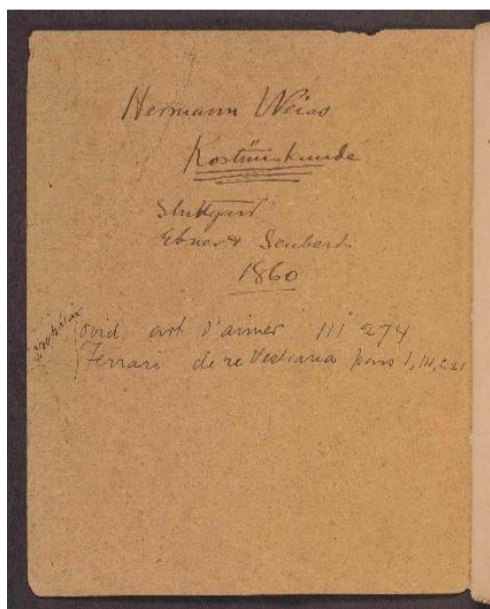 Hermann Weiss
Kostümkunde
Stuttgart
Ebner & Seubert
1860
Ovid art d'aimer III 274
Ferrari de re Vestiaria pars I, III, c 21